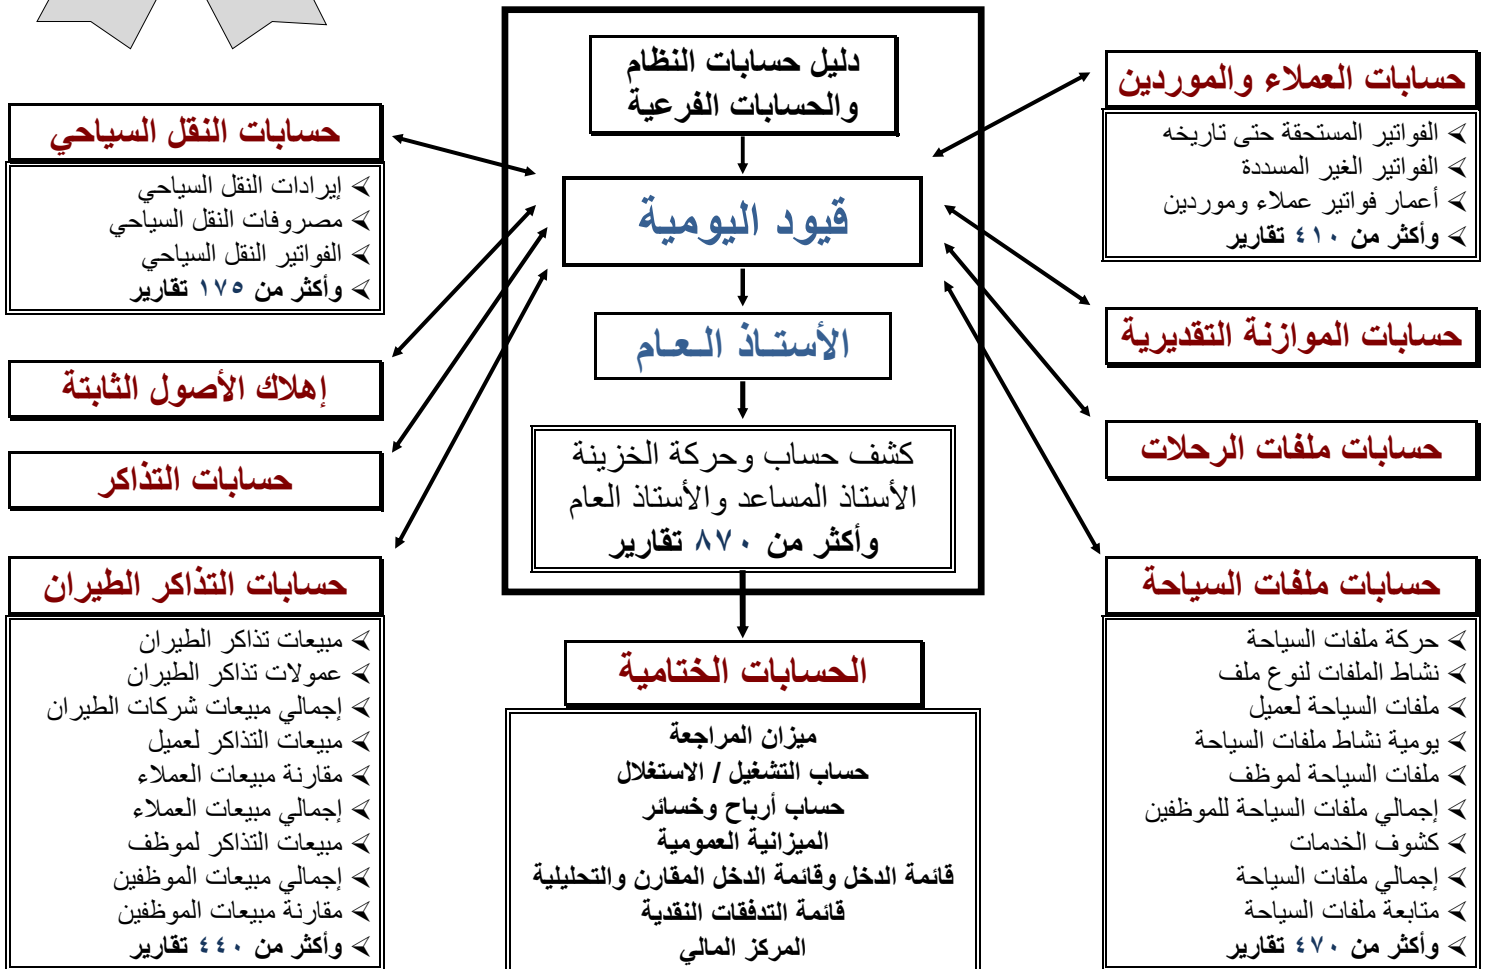 دليل حسابات النظام
والحسابات الفرعية
قيود اليومية
الأستــاذ الـعـام
كشف حساب وحركة الخزينة
الأستاذ المساعد والأستاذ العام
وأكثر من ٨٧٠ تقارير
الحسابات الختامية
ميزان المراجعة
حساب التشغيل / الاستغلال
حساب أرباح وخسائر
الميزانية العمومية
قائمة الدخل وقائمة الدخل المقارن والتحليلية
قائمة التدفقات النقدية
المركز المالي
حسابات العملاء والموردين
الفواتير المستحقة حتى تاريخه
الفواتير الغير المسددة
أعمار فواتير عملاء وموردين
وأكثر من ٤١٠ تقارير
حسابات الموازنة التقديرية
حسابات ملفات الرحلات
حسابات ملفات السياحة
حركة ملفات السياحة
نشاط الملفات لنوع ملف
ملفات السياحة لعميل
يومية نشاط ملفات السياحة
ملفات السياحة لموظف
إجمالي ملفات السياحة للموظفين
كشوف الخدمات
إجمالي ملفات السياحة
متابعة ملفات السياحة
وأكثر من ٤٧٠ تقارير
حسابات النقل السياحي
إيرادات النقل السياحي
مصروفات النقل السياحي
الفواتير النقل السياحي
وأكثر من ١٧٥ تقارير
إهلاك الأصول الثابتة
حسابات التذاكر
حسابات التذاكر الطيران
مبيعات تذاكر الطيران
عمولات تذاكر الطيران
إجمالي مبيعات شركات الطيران
مبيعات التذاكر لعميل
مقارنة مبيعات العملاء
إجمالي مبيعات العملاء
مبيعات التذاكر لموظف
إجمالي مبيعات الموظفين
مقارنة مبيعات الموظفين
وأكثر من ٤٤٠ تقارير